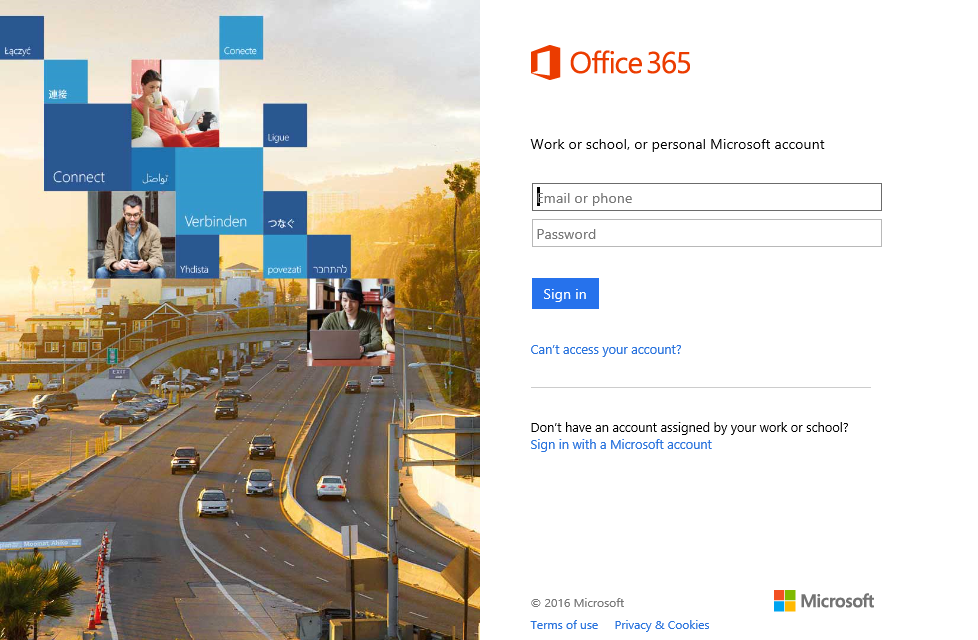 Łączyć
Conecte
連接
Ligue
Connect
تواصَل
Verbinden
つなぐ
Yhdista
povezati
להתחבר
EXIT
Office 365
Work or school, or personal Microsoft account
Email or phone
Password
Sign in
Can't access your account?
Don't have an account assigned by your work or school?
Sign in with a Microsoft account
© 2016 Microsoft
Microsoft
Terms of use
Privacy & Cookies